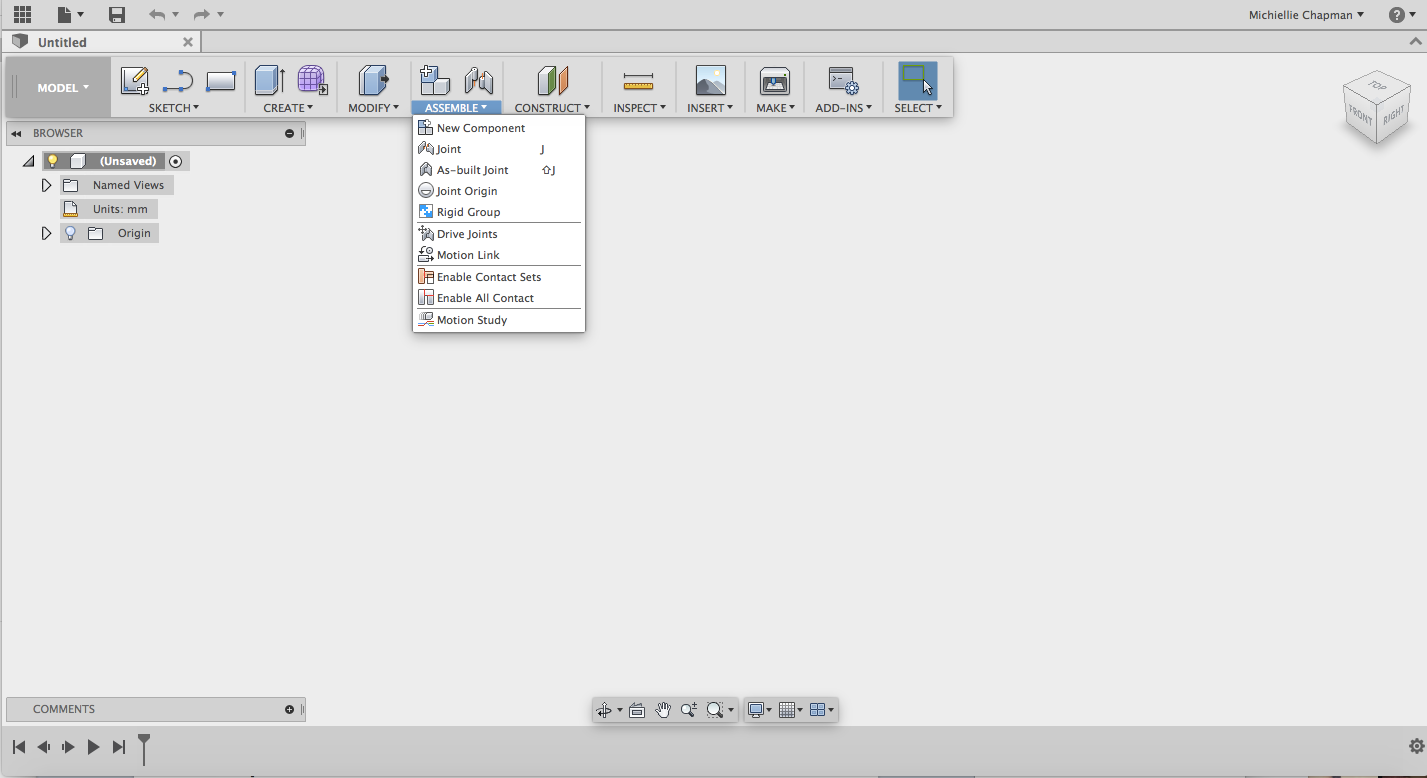 Michiellie Chapman
Untitled
MODEL
SKETCH
CREATE
MODIFY
ASSEMBLE
CONSTRUCT
INSPECT
INSERT
MAKE
ADD-INS
SELECT
TOP
FRONT
RIGHT
BROWSER
(Unsaved)
Named Views
Units: mm
Origin
New Component
Joint J
As-built Joint ⇧J
Joint Origin
Rigid Group
Drive Joints
Motion Link
Enable Contact Sets
Enable All Contact
Motion Study
COMMENTS